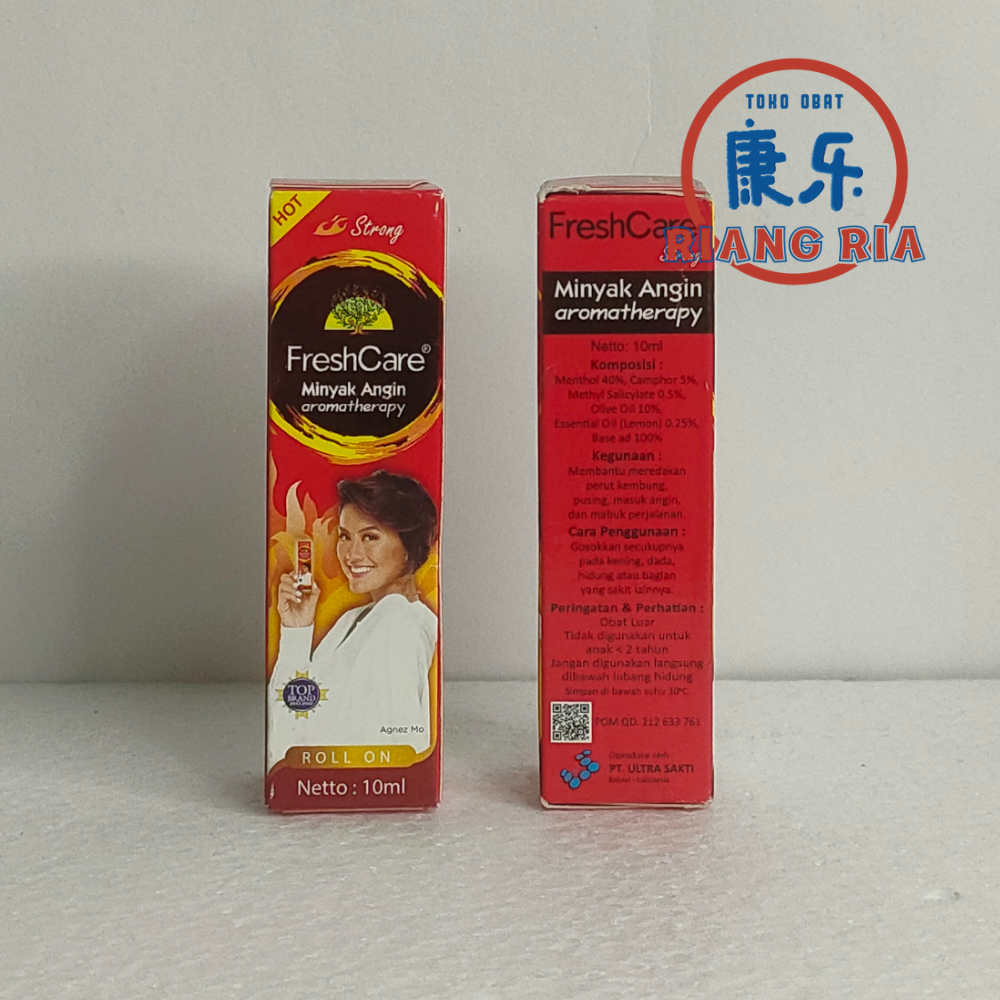 TOKO OBAT
康乐
RIANG RIA
HOT
Strong
FreshCare®
Minyak Angin
aromatherapy
TOP
BRAND
Agnez Mo
ROLL ON
Netto : 10ml
FreshCare
Strong
Minyak Angin
aromatherapy
Netto: 10ml
Komposisi :
Menthol 40%, Camphor 5%,
Methyl Salicylate 0.5%,
Olive Oil 10%,
Essential Oil (Lemon) 0.25%,
Base ad 100%
Kegunaan :
Membantu meredakan
perut kembung,
pusing, masuk angin,
dan mabuk perjalanan.
Cara Penggunaan :
Gosokkan secukupnya
pada kening, dada,
hidung atau bagian
yang sakit lainnya.
Peringatan & Perhatian :
Obat Luar
Tidak digunakan untuk
anak < 2 tahun
Jangan digunakan langsung
dibawah lubang hidung
Simpan di bawah suhu 30°C
POM QD. 212 633 761
Diproduksi oleh
PT. ULTRA SAKTI